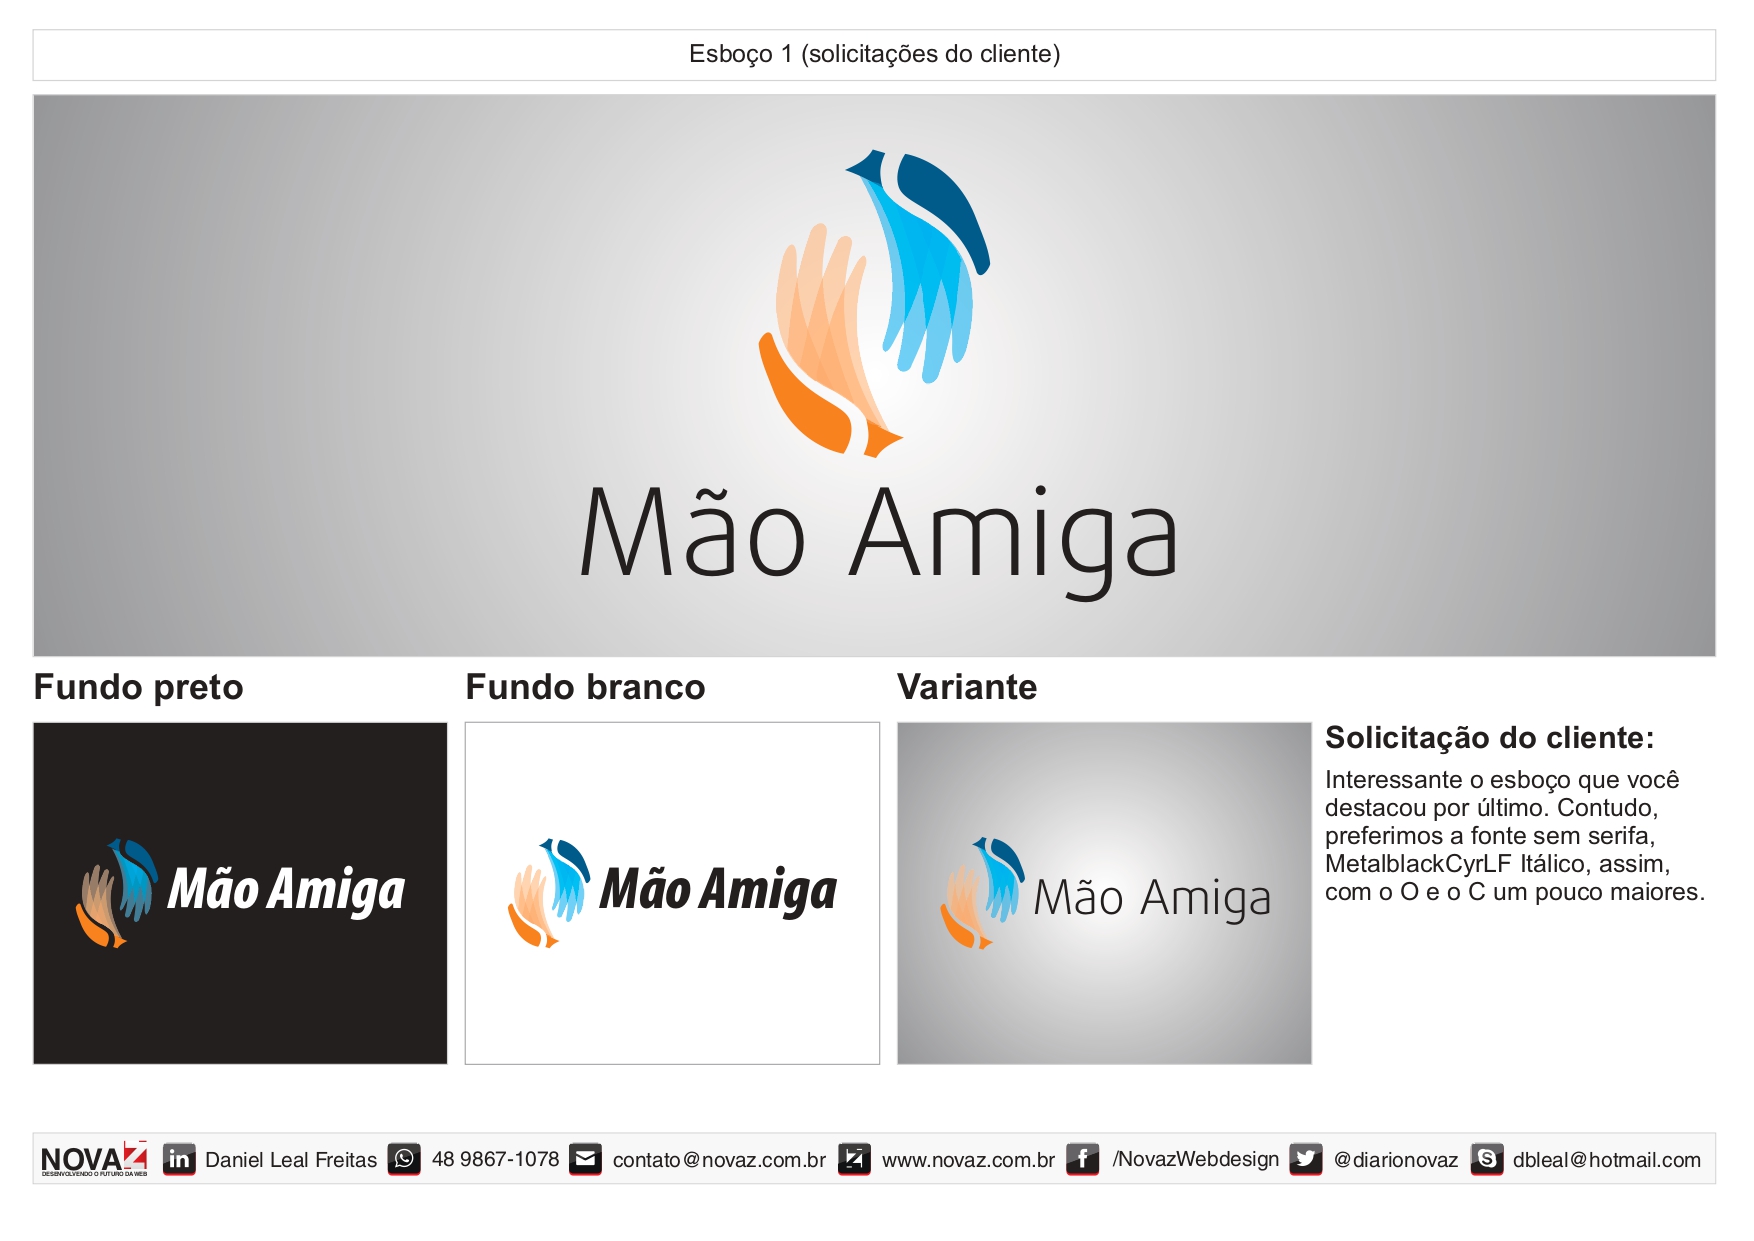 Esboço 1 (solicitações do cliente)
Mão Amiga
Fundo preto
Fundo branco
Variante
Mão Amiga
Mão Amiga
Mão Amiga
Solicitação do cliente:
Interessante o esboço que você
destacou por último. Contudo,
preferimos a fonte sem serifa,
MetalblackCyrLF Itálico, assim,
com o O e o C um pouco maiores.
NOVAZ
DESENVOLVENDO O FUTURO DA WEB
in Daniel Leal Freitas
48 9867-1078
contato@novaz.com.br
www.novaz.com.br
f /NovazWebdesign
@diarionovaz
S dbleal@hotmail.com